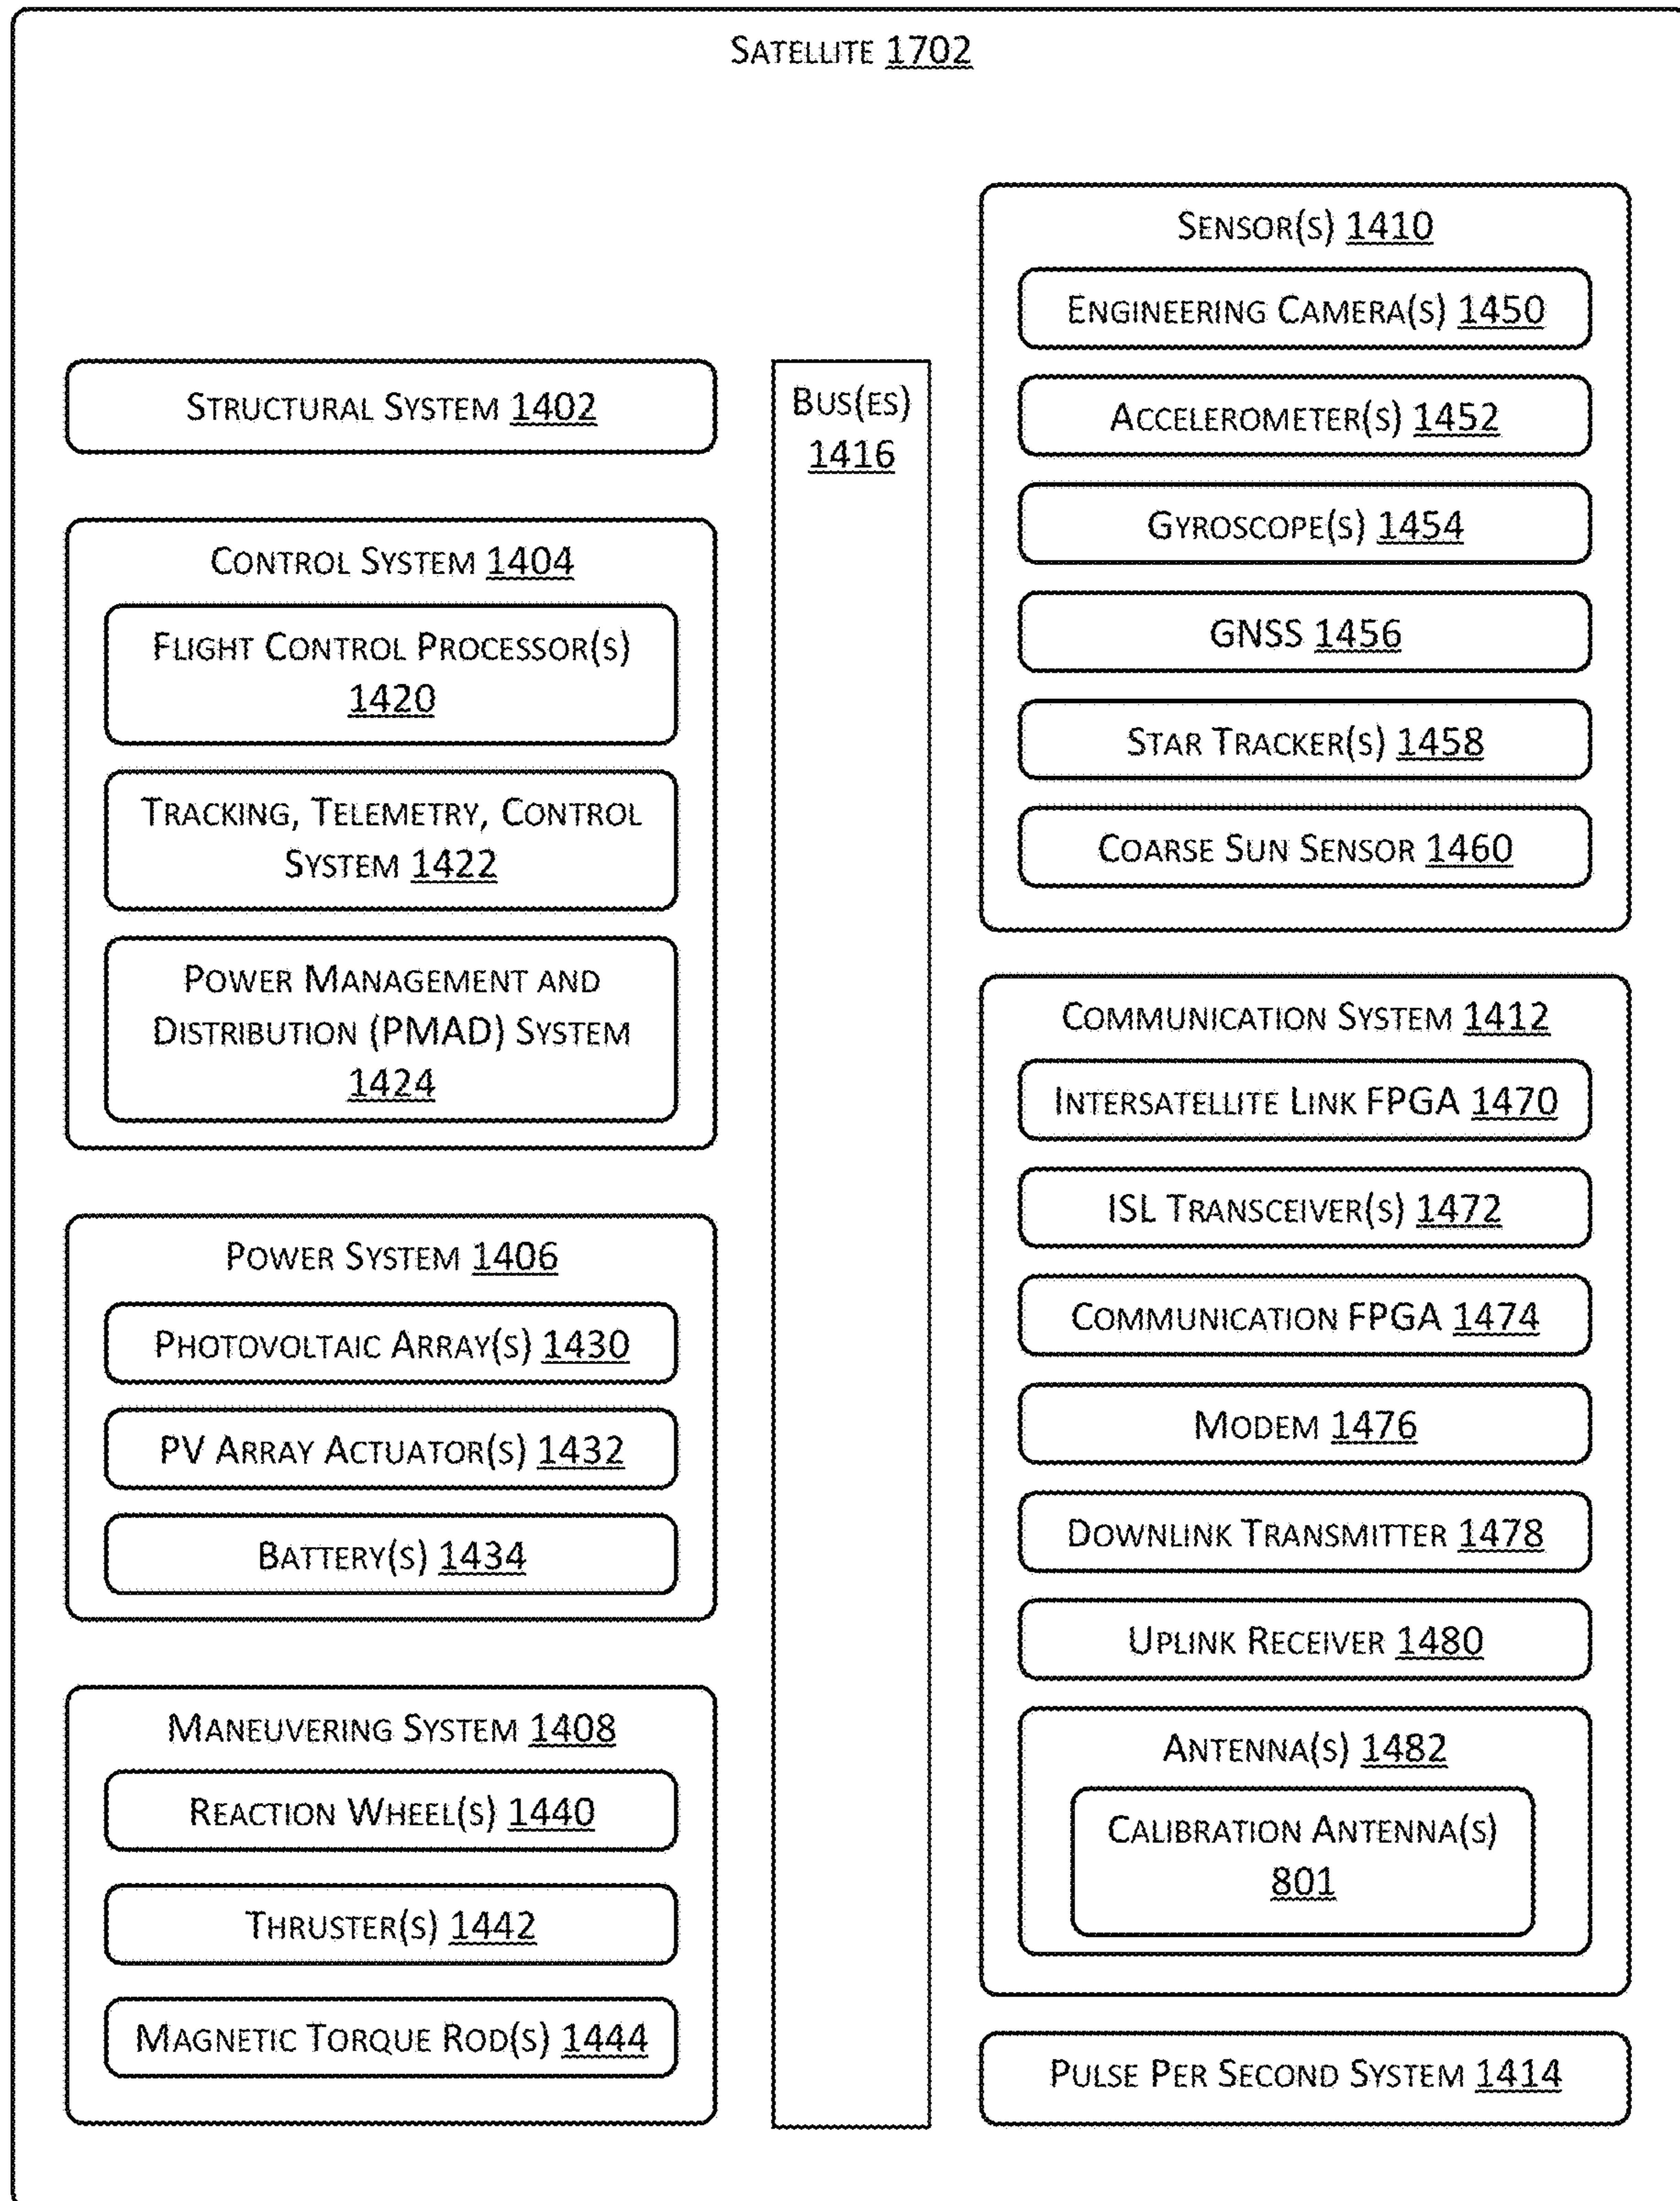 SATELLITE 1702
STRUCTURAL SYSTEM 1402
CONTROL SYSTEM 1404
FLIGHT CONTROL PROCESSOR(S)
1420
TRACKING, TELEMETRY, CONTROL
SYSTEM 1422
POWER MANAGEMENT AND
DISTRIBUTION (PMAD) SYSTEM
1424
POWER SYSTEM 1406
PHOTOVOLTAIC ARRAY(S) 1430
PV ARRAY ACTUATOR(S) 1432
BATTERY(S) 1434
MANEUVERING SYSTEM 1408
REACTION WHEEL(S) 1440
THRUSTER(S) 1442
MAGNETIC TORQUE ROD(S) 1444
BUS(ES)
1416
SENSOR(S) 1410
ENGINEERING CAMERA(S) 1450
ACCELEROMETER(S) 1452
GYROSCOPE(S) 1454
GNSS 1456
STAR TRACKER(S) 1458
COARSE SUN SENSOR 1460
COMMUNICATION SYSTEM 1412
INTERSATELLITE LINK FPGA 1470
ISL TRANSCEIVER(S) 1472
COMMUNICATION FPGA 1474
MODEM 1476
DOWNLINK TRANSMITTER 1478
UPLINK RECEIVER 1480
ANTENNA(S) 1482
CALIBRATION ANTENNA(S)
801
PULSE PER SECOND SYSTEM 1414